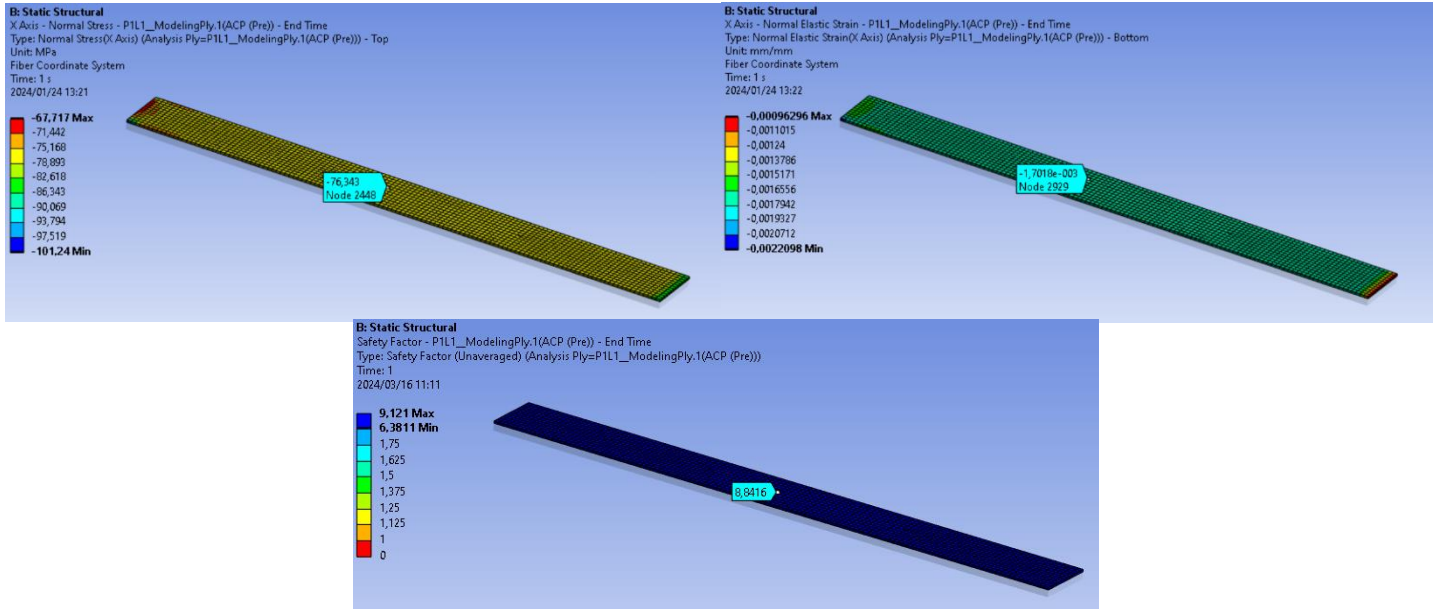 B: Static Structural
X Axis - Normal Stress - P1L1__ModelingPly.1(ACP (Pre)) - End Time
Type: Normal Stress(X Axis) (Analysis Ply=P1L1__ModelingPly.1(ACP (Pre))) - Top
Unit: MPa
Fiber Coordinate System
Time: 1 s
2024/01/24 13:21
-67,717 Max
-71,442
-75,168
-78,893
-82,618
-86,343
-90,069
-93,794
-97,519
-101,24 Min
-76,343
Node 2448
B: Static Structural
X Axis - Normal Elastic Strain - P1L1__ModelingPly.1(ACP (Pre)) - End Time
Type: Normal Elastic Strain(X Axis) (Analysis Ply=P1L1__ModelingPly.1(ACP (Pre))) - Bottom
Unit: mm/mm
Fiber Coordinate System
Time: 1 s
2024/01/24 13:22
-0,00096296 Max
-0,0011015
-0,00124
-0,0013786
-0,0015171
-0,0016556
-0,0017942
-0,0019327
-0,0020712
-0,0022098 Min
-1,7018e-003
Node 2929
B: Static Structural
Safety Factor - P1L1__ModelingPly.1(ACP (Pre)) - End Time
Type: Safety Factor (Unaveraged) (Analysis Ply=P1L1__ModelingPly.1(ACP (Pre)))
Time: 1
2024/03/16 11:11
9,121 Max
6,3811 Min
1,75
1,625
1,5
1,375
1,25
1,125
1
0
8,8416